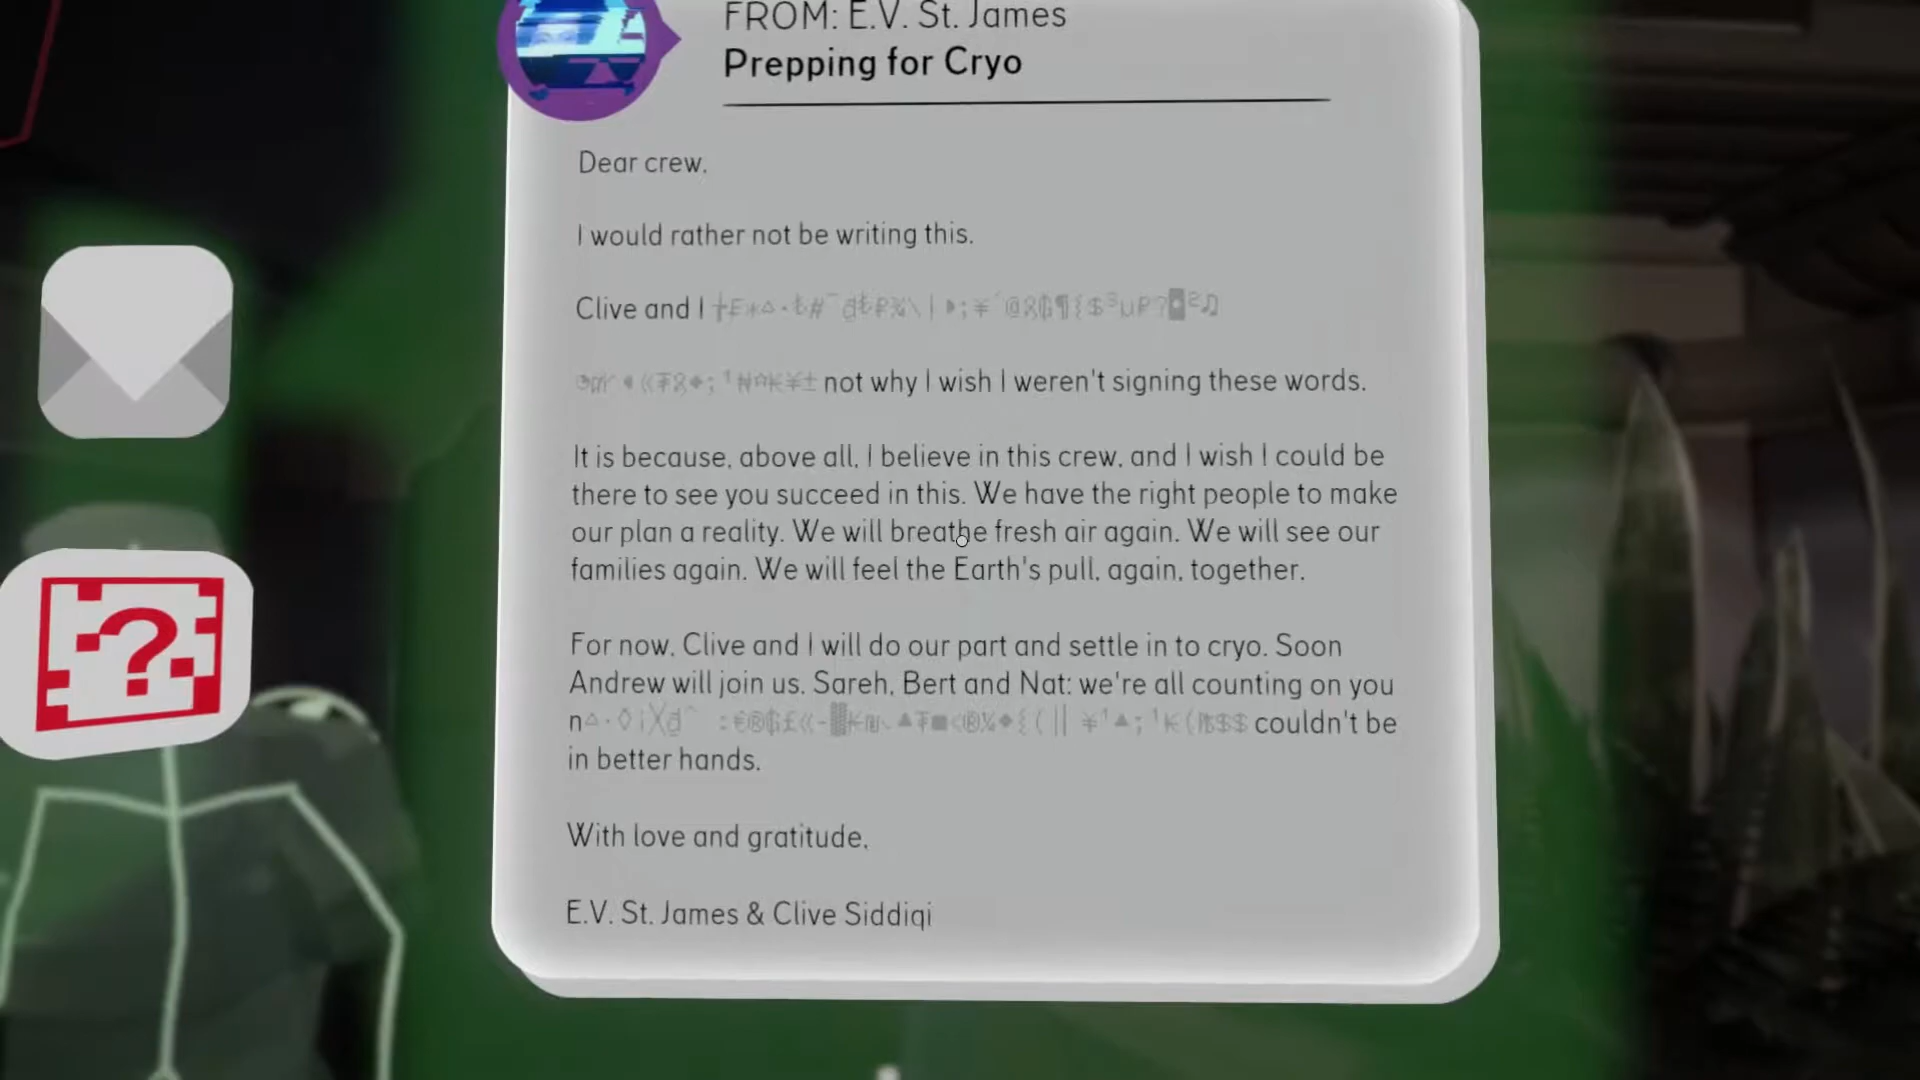 FROM: E.V. St. James
Prepping for Cryo
Dear crew,
I would rather not be writing this.
Clive and I
not why I wish I weren't signing these words.
It is because, above all, I believe in this crew, and I wish I could be
there to see you succeed in this. We have the right people to make
our plan a reality. We will breathe fresh air again. We will see our
families again. We will feel the Earth's pull, again, together.
For now, Clive and I will do our part and settle in to cryo. Soon
Andrew will join us. Sareh, Bert and Nat: we're all counting on you
n couldn't be
in better hands.
With love and gratitude,
E.V. St. James & Clive Siddiqi
?